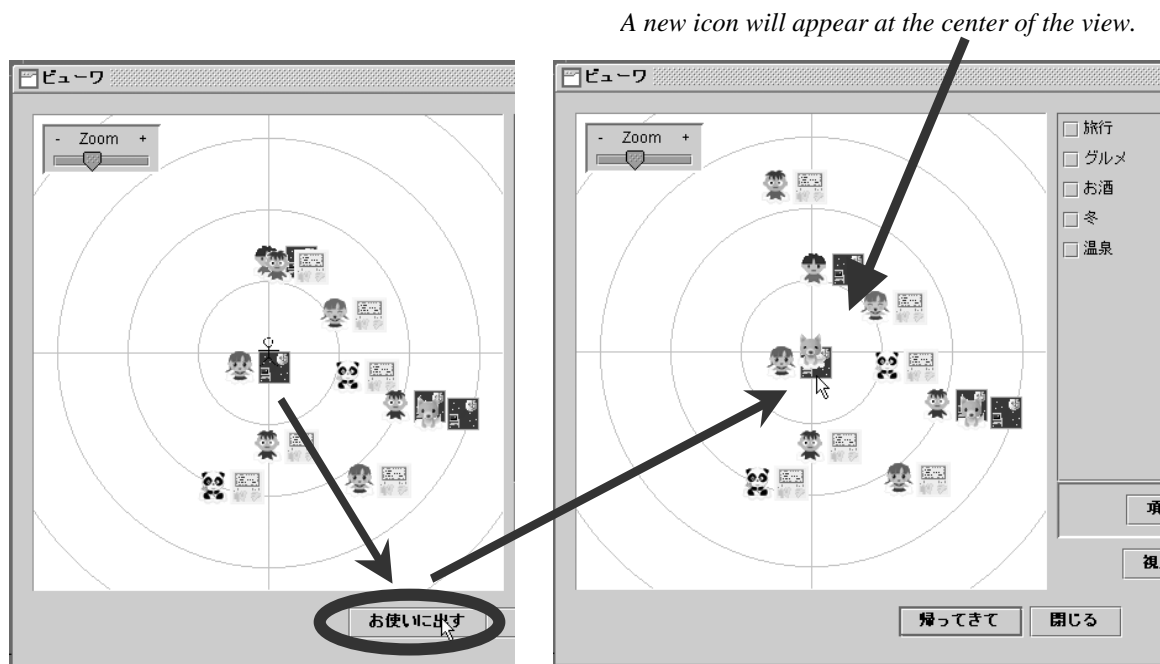 A new icon will appear at the center of the view.
ビューワ
- Zoom +
お使いに出す
ビューワ
- Zoom +
旅行
グルメ
お酒
冬
温泉
項
視
帰ってきて
閉じる